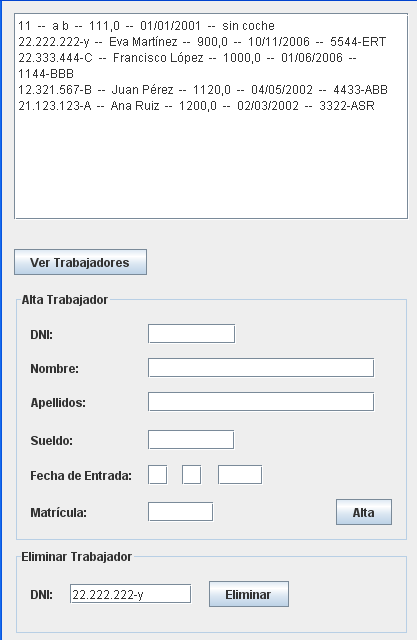 11 -- a b -- 111,0 -- 01/01/2001 -- sin coche
22.222.222-y -- Eva Martínez -- 900,0 -- 10/11/2006 -- 5544-ERT
22.333.444-C -- Francisco López -- 1000,0 -- 01/06/2006 --
1144-BBB
12.321.567-B -- Juan Pérez -- 1120,0 -- 04/05/2002 -- 4433-ABB
21.123.123-A -- Ana Ruiz -- 1200,0 -- 02/03/2002 -- 3322-ASR
Ver Trabajadores
Alta Trabajador
DNI:
Nombre:
Apellidos:
Sueldo:
Fecha de Entrada:
Matrícula:
Alta
Eliminar Trabajador
DNI: 22.222.222-y Eliminar